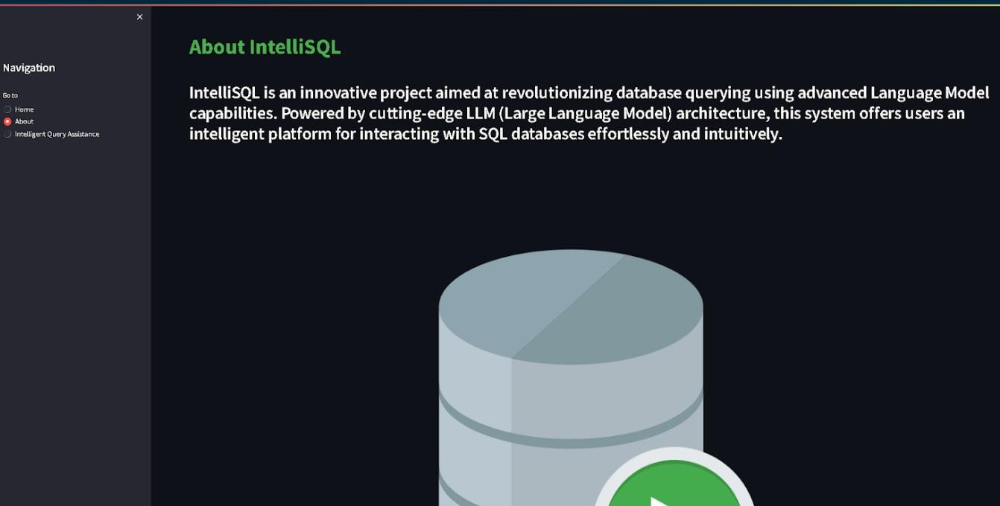 Navigation
Go to
Home
About
Intelligent Query Assistance
About IntelliSQL
IntelliSQL is an innovative project aimed at revolutionizing database querying using advanced Language Model
capabilities. Powered by cutting-edge LLM (Large Language Model) architecture, this system offers users an
intelligent platform for interacting with SQL databases effortlessly and intuitively.